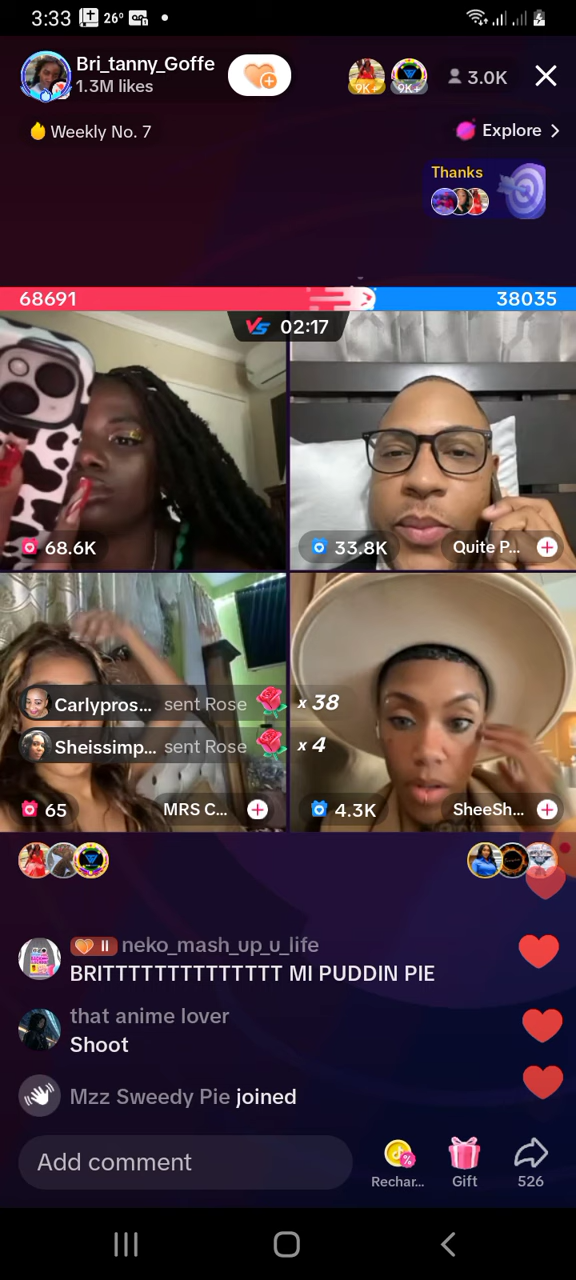 3:33 26°
Bri_tanny_Goffe
1.3M likes
9K+ 9K+ 3.0K
Weekly No. 7
Explore
Thanks
68691 38035
VS 02:17
68.6K
33.8K Quite P...
Carlypros... sent Rose x 38
Sheissimp... sent Rose x 4
65 MRS C...
4.3K SheeSh...
II neko_mash_up_u_life
BRITTTTTTTTTTTTTT MI PUDDIN PIE
that anime lover
Shoot
Mzz Sweedy Pie joined
Add comment
Rechar... Gift 526